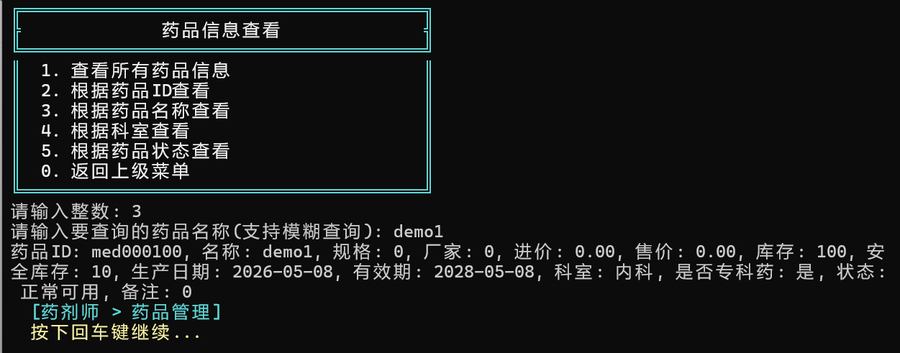 药品信息查看
1. 查看所有药品信息
2. 根据药品ID查看
3. 根据药品名称查看
4. 根据科室查看
5. 根据药品状态查看
0. 返回上级菜单
请输入整数: 3
请输入要查询的药品名称(支持模糊查询): demo1
药品ID: med000100, 名称: demo1, 规格: 0, 厂家: 0, 进价: 0.00, 售价: 0.00, 库存: 100, 安
全库存: 10, 生产日期: 2026-05-08, 有效期: 2028-05-08, 科室: 内科, 是否专科药: 是, 状态:
正常可用, 备注: 0
[药剂师 > 药品管理]
按下回车键继续...